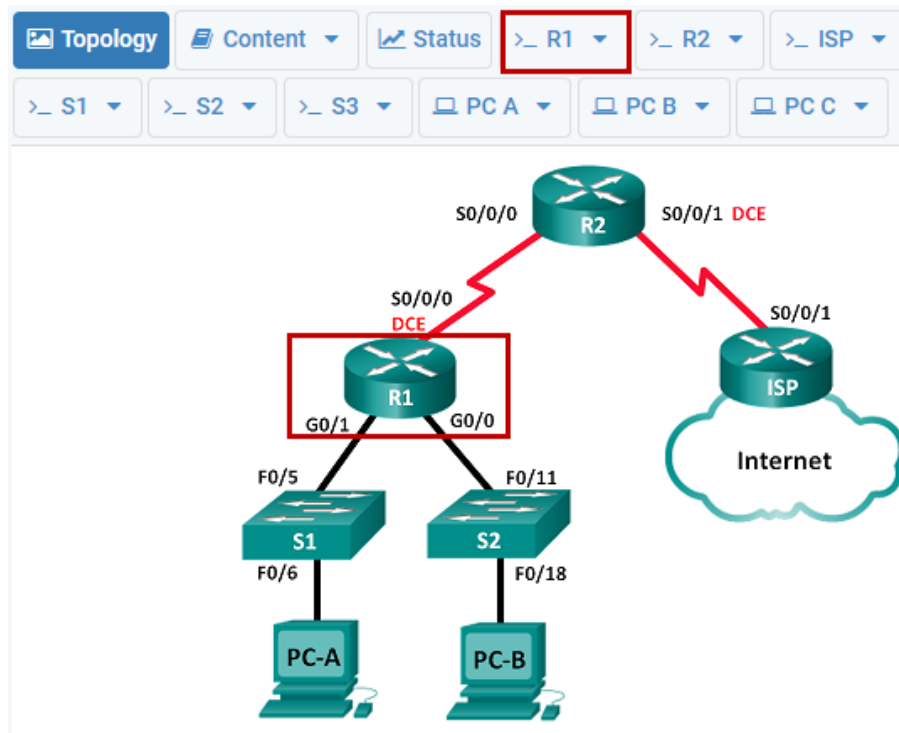 Topology Content Status >_ R1 >_ R2 >_ ISP
>_ S1 >_ S2 >_ S3 PC A PC B PC C
S0/0/0 R2 S0/0/1 DCE
S0/0/0
DCE
S0/0/1
R1
ISP
G0/1 G0/0
Internet
F0/5 F0/11
S1 S2
F0/6 F0/18
PC-A PC-B